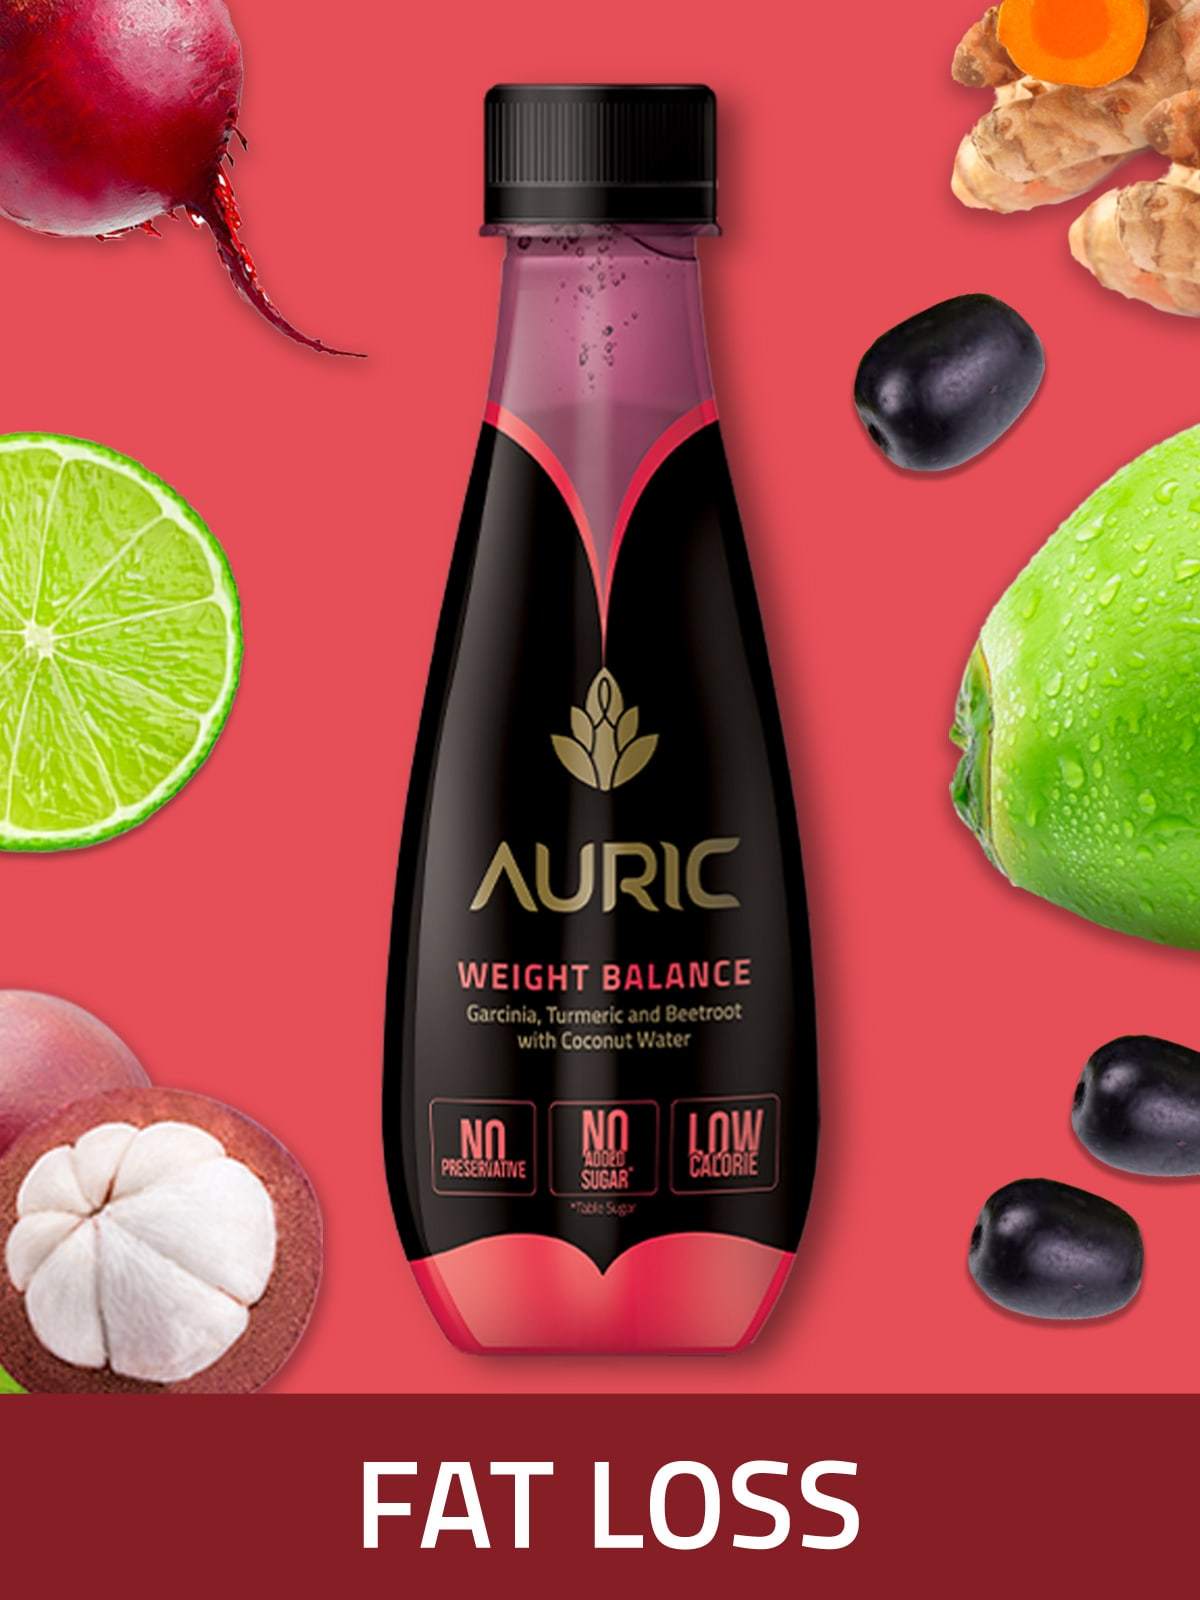 AURIC
WEIGHT BALANCE
Garcinia, Turmeric and Beetroot
with Coconut Water
NO
PRESERVATIVE
NO
ADDED
SUGAR*
LOW
CALORIE
*Table Sugar
FAT LOSS